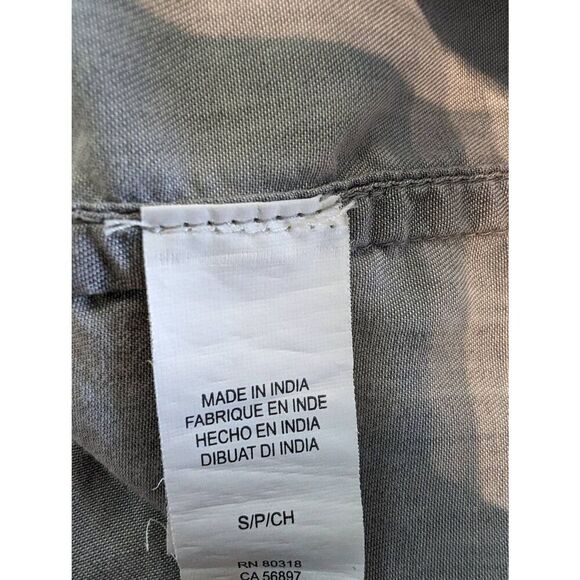 MADE IN INDIA
FABRIQUE EN INDE
HECHO EN INDIA
DIBUAT DI INDIA
S/P/CH
RN 80318
CA 56897